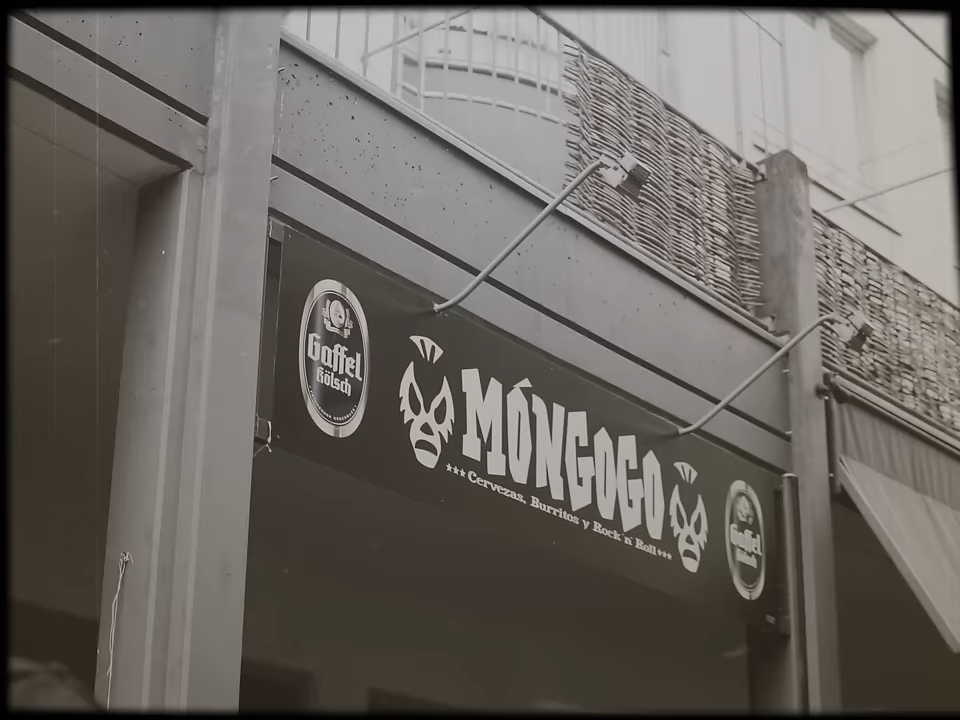 Gaffel
Kölsch
MÓNGOGO
***Cervezas, Burritos y Rock'n' Roll***
Gaffel
Kölsch